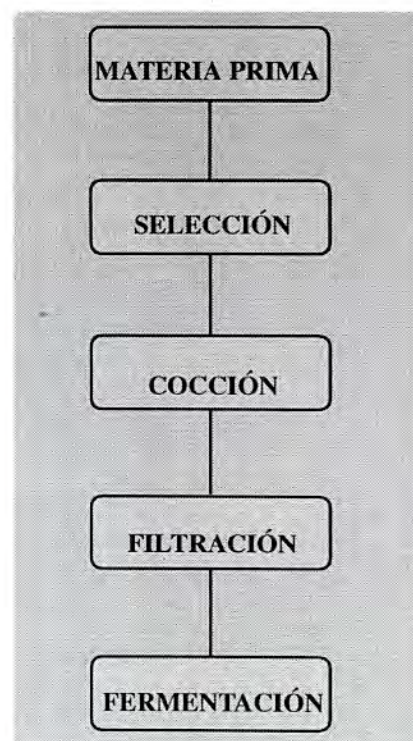 MATERIA PRIMA
SELECCIÓN
COCCIÓN
FILTRACIÓN
FERMENTACIÓN